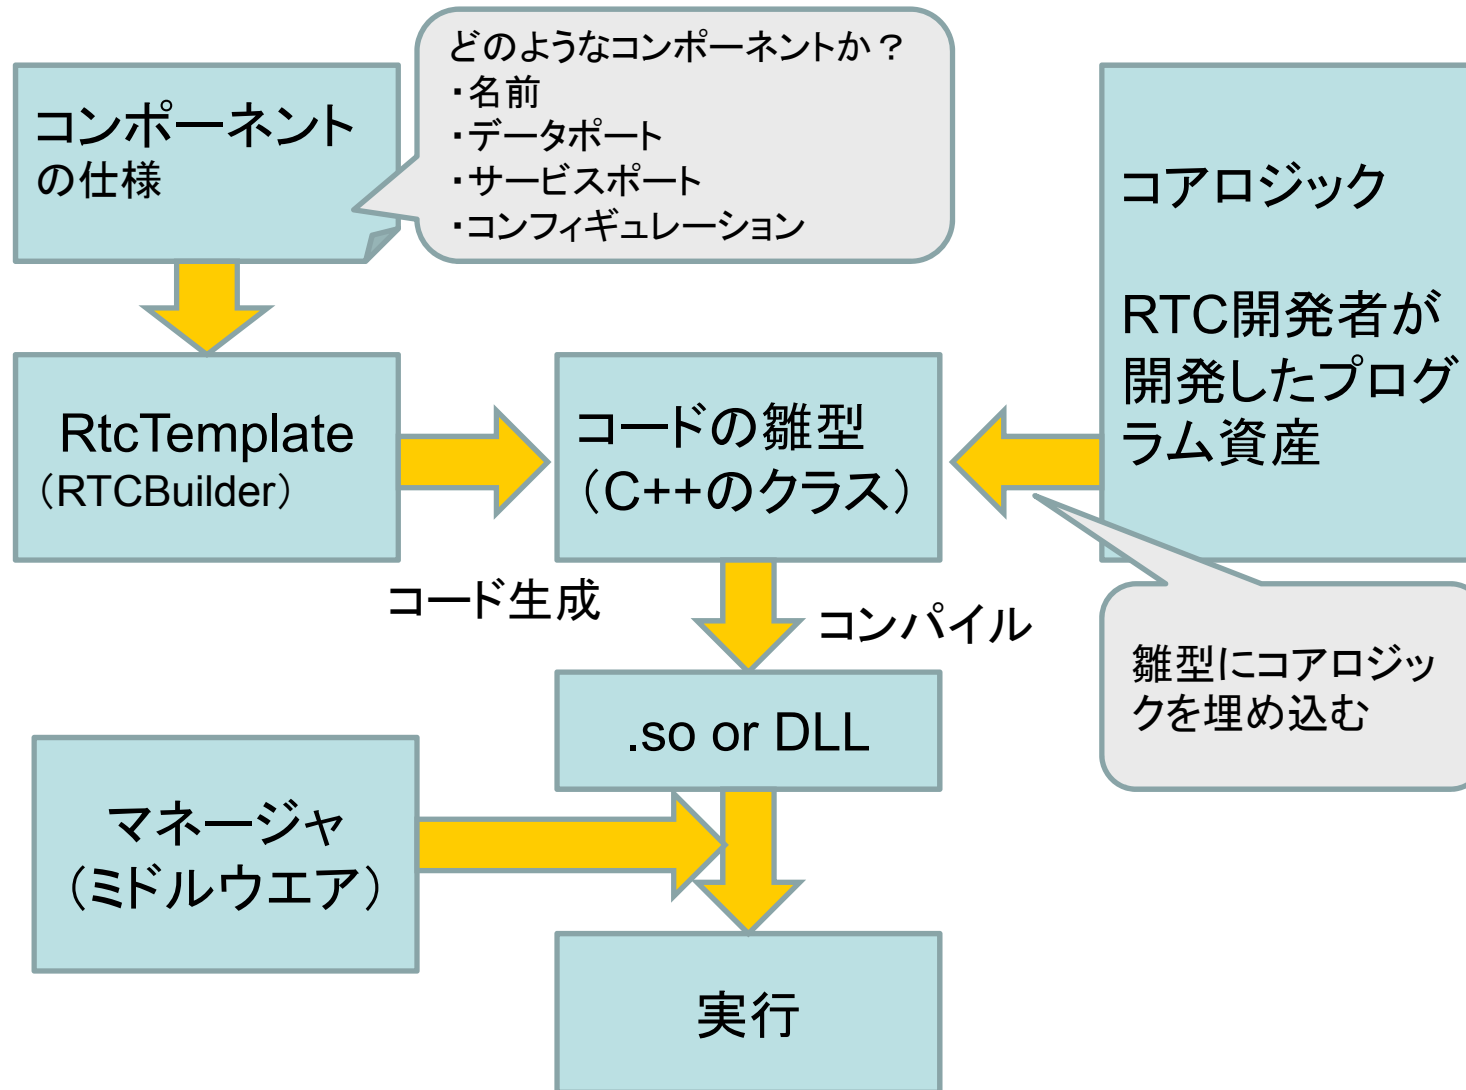 どのようなコンポーネントか？
・名前
・データポート
・サービスポート
・コンフィギュレーション
コンポーネント
の仕様
コアロジック
RTC開発者が
開発したプログ
ラム資産
RtcTemplate
（RTCBuilder）
コードの雛型
（C++のクラス）
コード生成
コンパイル
雛型にコアロジッ
クを埋め込む
.so or DLL
マネージャ
（ミドルウエア）
実行